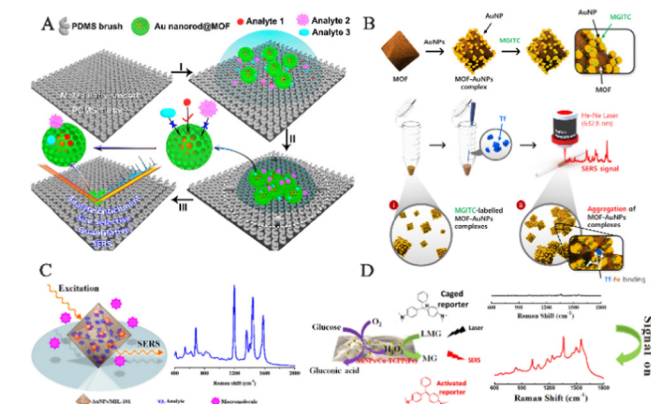 A
PDMS brush
Au nanorod@MOF
Analyte 1
Analyte 2
Analyte 3
I
II
III
SERS
B
AuNPs
AuNP
MGITC
AuNP
MGITC
MOF
MOF-AuNPs
complex
MOF
Tf
He-Ne Laser
(632.8 nm)
SERS signal
i
MGITC-labelled
MOF-AuNPs
complexes
ii
Aggregation of
MOF-AuNPs
complexes
Tf-Fe binding
C
Excitation
SERS
AuNPs/MIL-101
Analyte
Macromolecule
Raman shift (cm-1)
D
Caged
reporter
Glucose
O2
H2O2
LMG
MG
Gluconic acid
Laser
SERS
Activated
reporter
Raman Shift (cm-1)
600
Raman Shift (cm-1)
Signal on